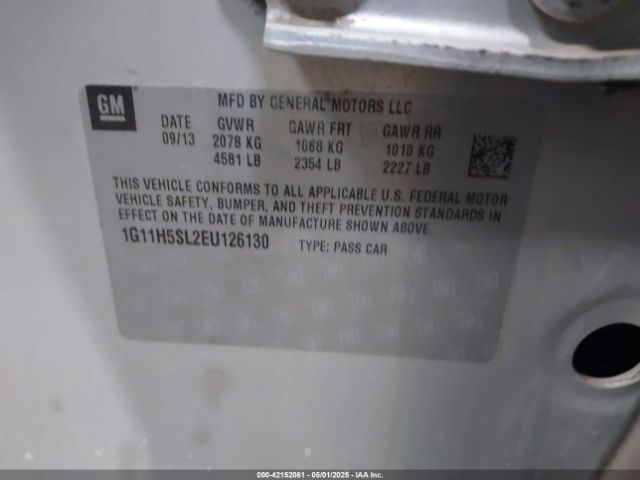 GM
MFD BY GENERAL MOTORS LLC
DATE GVWR GAWR FRT GAWR RR
09/13 2078 KG 1068 KG 1010 KG
4581 LB 2354 LB 2227 LB
THIS VEHICLE CONFORMS TO ALL APPLICABLE U.S. FEDERAL MOTOR
VEHICLE SAFETY, BUMPER, AND THEFT PREVENTION STANDARDS IN
EFFECT ON THE DATE OF MANUFACTURE SHOWN ABOVE.
1G11H5SL2EU126130 TYPE: PASS CAR
000-42152061 - 05/01/2025 - IAA Inc.